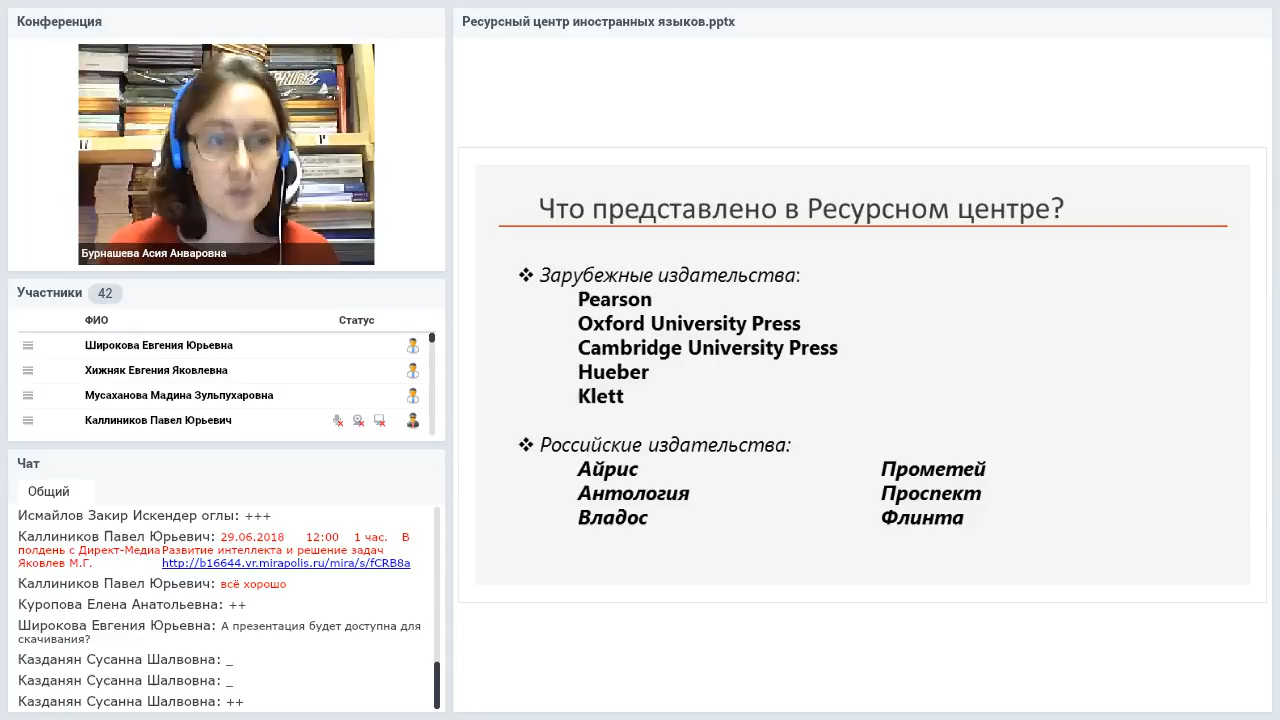 Конференция
Бурнашева Асия Анваровна
Участники 42
ФИО Статус
Широкова Евгения Юрьевна
Хижняк Евгения Яковлевна
Мусаханова Мадина Зульпухаровна
Каллиников Павел Юрьевич
Чат
Общий
Исмайлов Закир Искендер оглы: +++
Каллиников Павел Юрьевич: 29.06.2018 12:00 1 час. В
полдень с Директ-Медиа Развитие интеллекта и решение задач
Яковлев М.Г. http://b16644.vr.mirapolis.ru/mira/s/fCRB8a
Каллиников Павел Юрьевич: всё хорошо
Куропова Елена Анатольевна: ++
Широкова Евгения Юрьевна: А презентация будет доступна для
скачивания?
Казданян Сусанна Шалвовна: _
Казданян Сусанна Шалвовна: _
Казданян Сусанна Шалвовна: ++
Ресурсный центр иностранных языков.pptx
Что представлено в Ресурсном центре?
❖ Зарубежные издательства:
Pearson
Oxford University Press
Cambridge University Press
Hueber
Klett
❖ Российские издательства:
Айрис Прометей
Антология Проспект
Владос Флинта